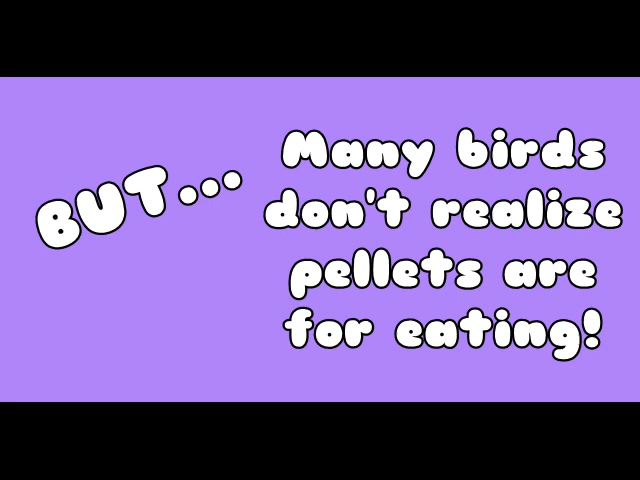 BUT...
Many birds
don't realize
pellets are
for eating!